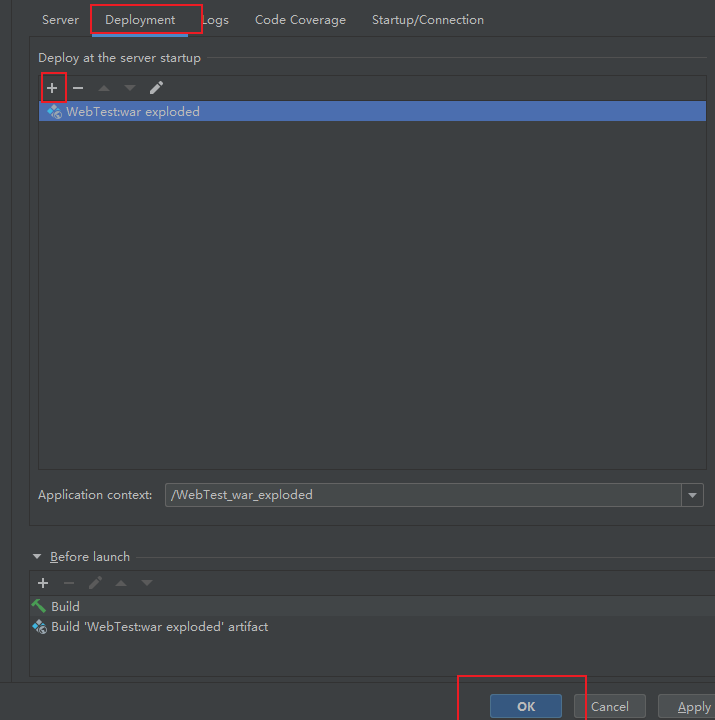 Server Deployment Logs Code Coverage Startup/Connection
Deploy at the server startup
WebTest:war exploded
Application context: /WebTest_war_exploded
Before launch
Build
Build 'WebTest:war exploded' artifact
OK Cancel Apply